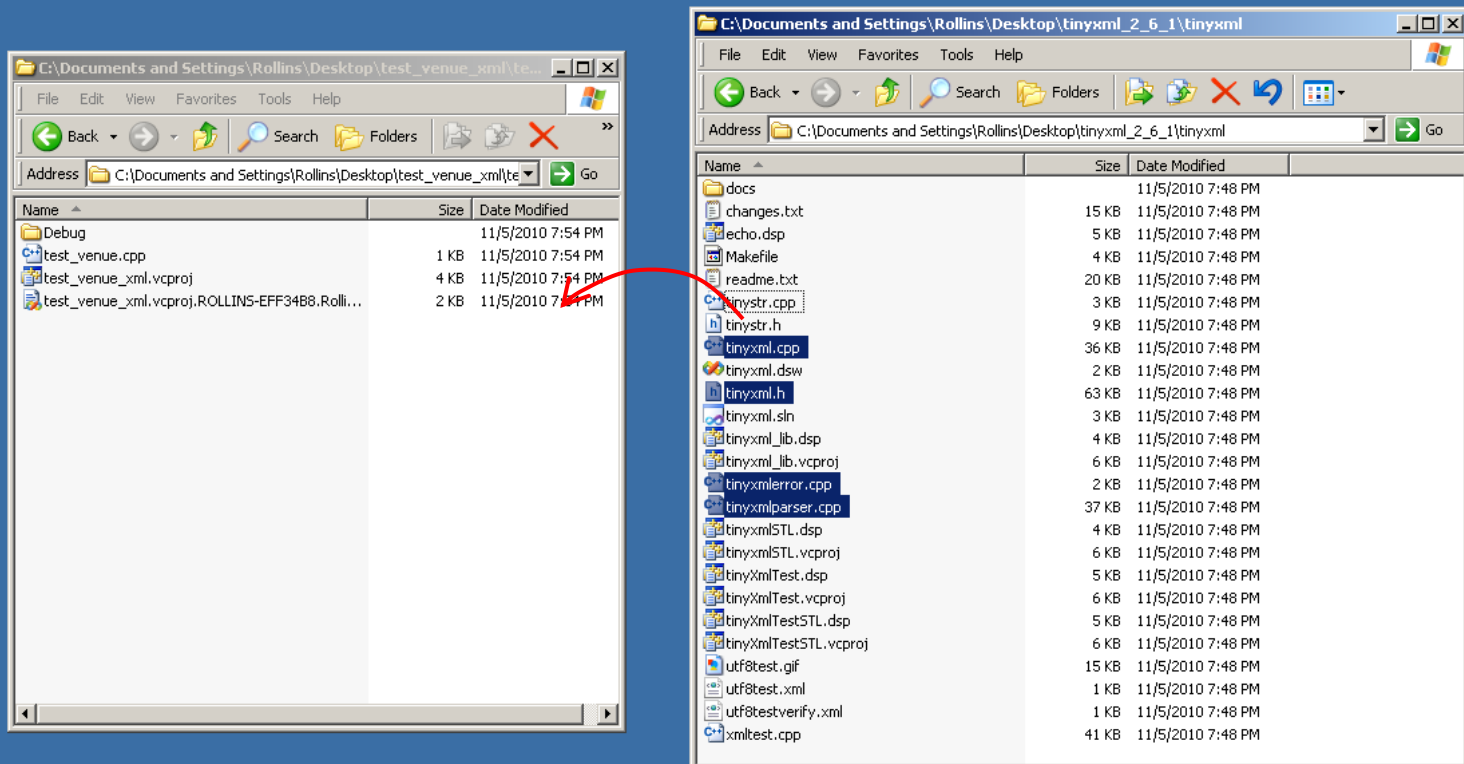 C:\Documents and Settings\Rollins\Desktop\test_venue_xml\te...
File Edit View Favorites Tools Help
Back Search Folders »
Address C:\Documents and Settings\Rollins\Desktop\test_venue_xml\te Go
Name Size Date Modified
Debug 11/5/2010 7:54 PM
test_venue.cpp 1 KB 11/5/2010 7:54 PM
test_venue_xml.vcproj 4 KB 11/5/2010 7:54 PM
test_venue_xml.vcproj.ROLLINS-EFF34B8.Rolli... 2 KB 11/5/2010 7:54 PM
C:\Documents and Settings\Rollins\Desktop\tinyxml_2_6_1\tinyxml
File Edit View Favorites Tools Help
Back Search Folders
Address C:\Documents and Settings\Rollins\Desktop\tinyxml_2_6_1\tinyxml Go
Name Size Date Modified
docs 11/5/2010 7:48 PM
changes.txt 15 KB 11/5/2010 7:48 PM
echo.dsp 5 KB 11/5/2010 7:48 PM
Makefile 4 KB 11/5/2010 7:48 PM
readme.txt 20 KB 11/5/2010 7:48 PM
tinystr.cpp 3 KB 11/5/2010 7:48 PM
tinystr.h 9 KB 11/5/2010 7:48 PM
tinyxml.cpp 36 KB 11/5/2010 7:48 PM
tinyxml.dsw 2 KB 11/5/2010 7:48 PM
tinyxml.h 63 KB 11/5/2010 7:48 PM
tinyxml.sln 3 KB 11/5/2010 7:48 PM
tinyxml_lib.dsp 4 KB 11/5/2010 7:48 PM
tinyxml_lib.vcproj 6 KB 11/5/2010 7:48 PM
tinyxmlerror.cpp 2 KB 11/5/2010 7:48 PM
tinyxmlparser.cpp 37 KB 11/5/2010 7:48 PM
tinyxmlSTL.dsp 4 KB 11/5/2010 7:48 PM
tinyxmlSTL.vcproj 6 KB 11/5/2010 7:48 PM
tinyXmlTest.dsp 5 KB 11/5/2010 7:48 PM
tinyXmlTest.vcproj 6 KB 11/5/2010 7:48 PM
tinyXmlTestSTL.dsp 5 KB 11/5/2010 7:48 PM
tinyXmlTestSTL.vcproj 6 KB 11/5/2010 7:48 PM
utf8test.gif 15 KB 11/5/2010 7:48 PM
utf8test.xml 1 KB 11/5/2010 7:48 PM
utf8testverify.xml 1 KB 11/5/2010 7:48 PM
xmltest.cpp 41 KB 11/5/2010 7:48 PM